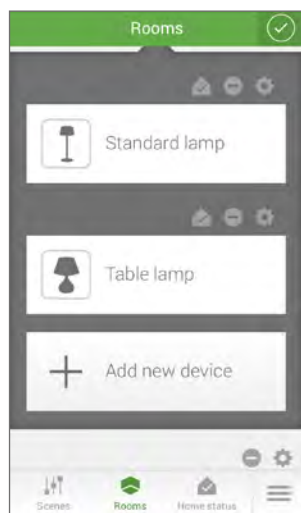 Rooms
Standard lamp
Table lamp
Add new device
Scenes Rooms Home status